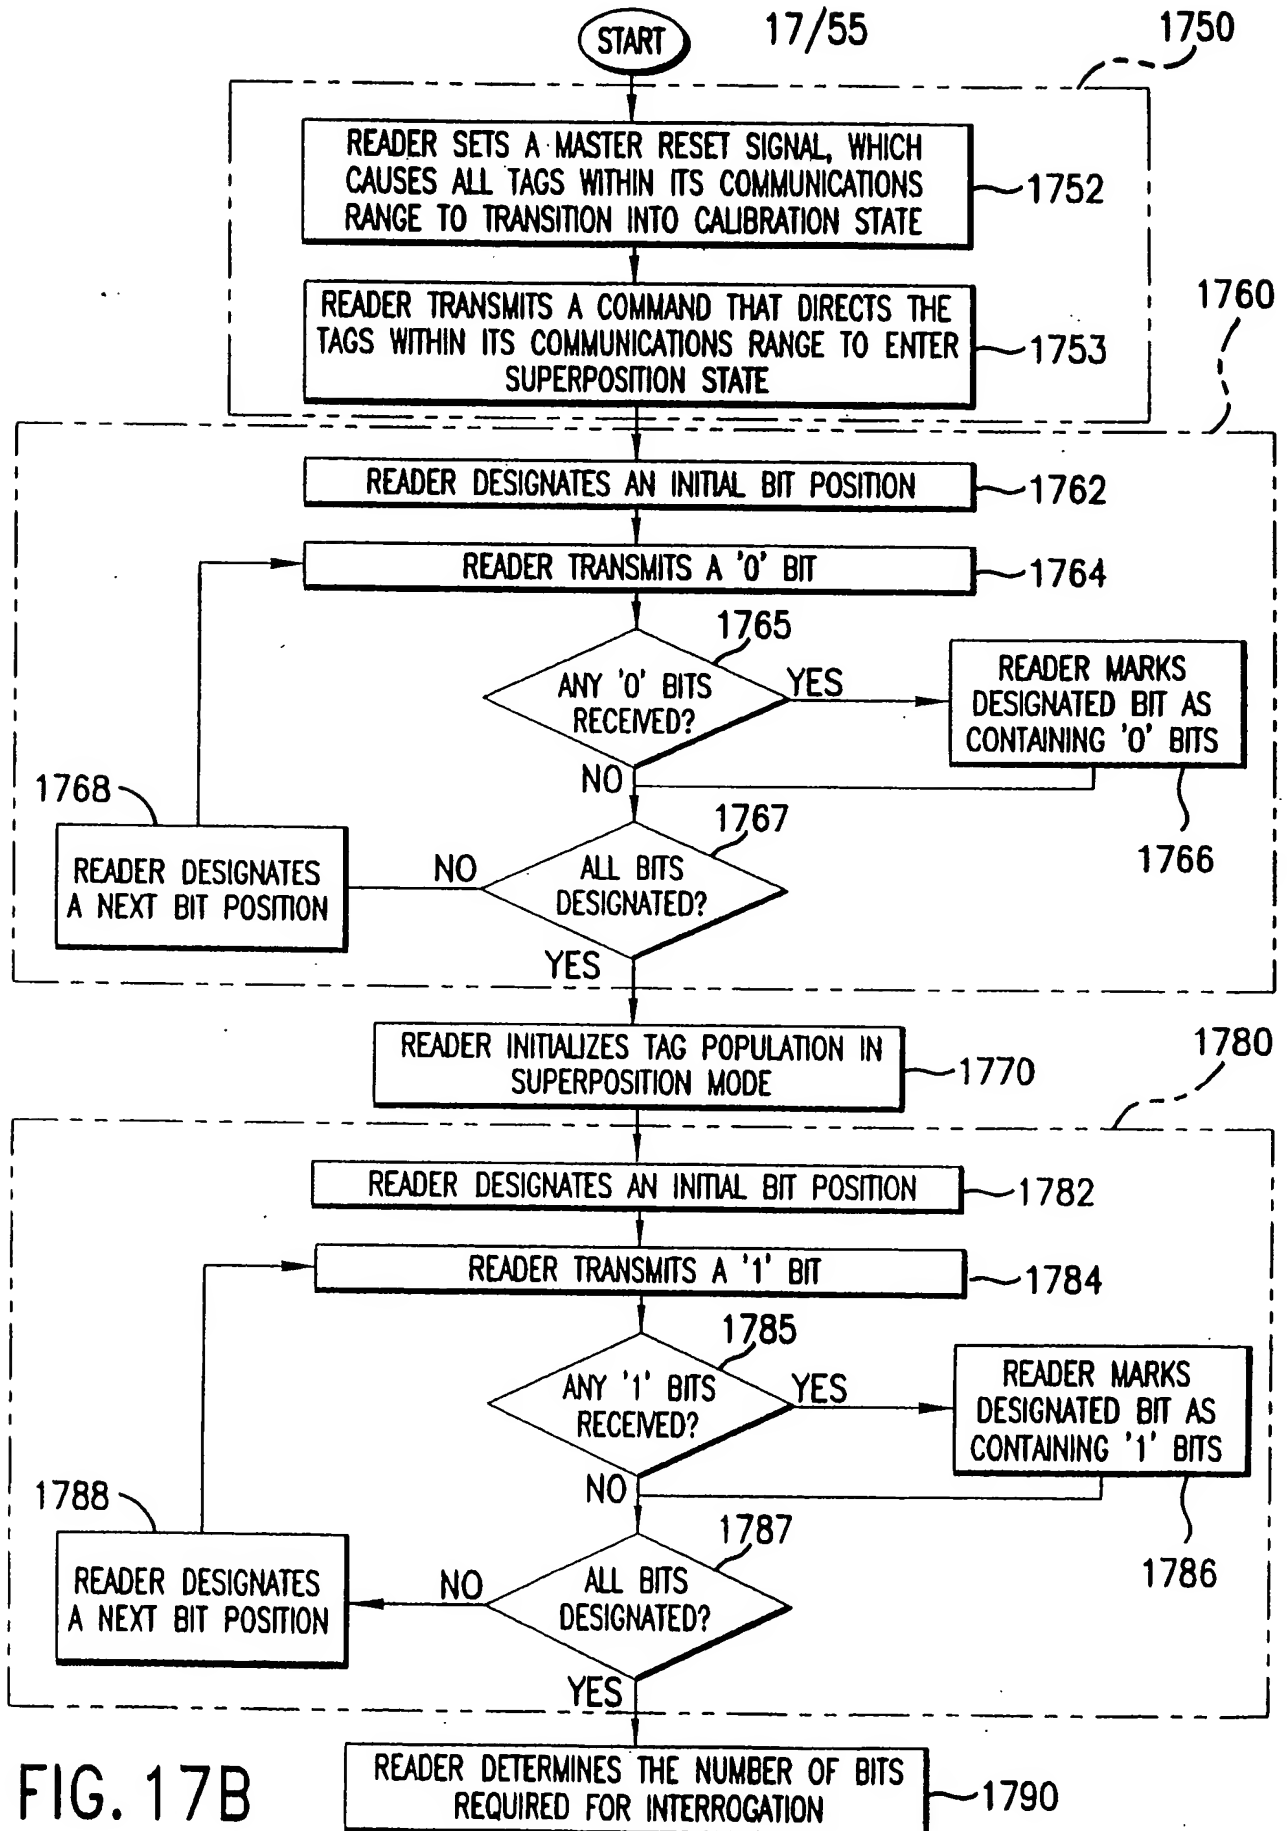 START
17/55
1750
READER SETS A MASTER RESET SIGNAL, WHICH
CAUSES ALL TAGS WITHIN ITS COMMUNICATIONS
RANGE TO TRANSITION INTO CALIBRATION STATE
1752
READER TRANSMITS A COMMAND THAT DIRECTS THE
TAGS WITHIN ITS COMMUNICATIONS RANGE TO ENTER
SUPERPOSITION STATE
1753
1760
READER DESIGNATES AN INITIAL BIT POSITION
1762
READER TRANSMITS A '0' BIT
1764
1765
ANY '0' BITS
RECEIVED?
YES
READER MARKS
DESIGNATED BIT AS
CONTAINING '0' BITS
1766
NO
1768
1767
READER DESIGNATES
A NEXT BIT POSITION
NO
ALL BITS
DESIGNATED?
YES
READER INITIALIZES TAG POPULATION IN
SUPERPOSITION MODE
1770
1780
READER DESIGNATES AN INITIAL BIT POSITION
1782
READER TRANSMITS A '1' BIT
1784
1785
ANY '1' BITS
RECEIVED?
YES
READER MARKS
DESIGNATED BIT AS
CONTAINING '1' BITS
1786
NO
1788
1787
READER DESIGNATES
A NEXT BIT POSITION
NO
ALL BITS
DESIGNATED?
YES
READER DETERMINES THE NUMBER OF BITS
REQUIRED FOR INTERROGATION
1790
FIG. 17B